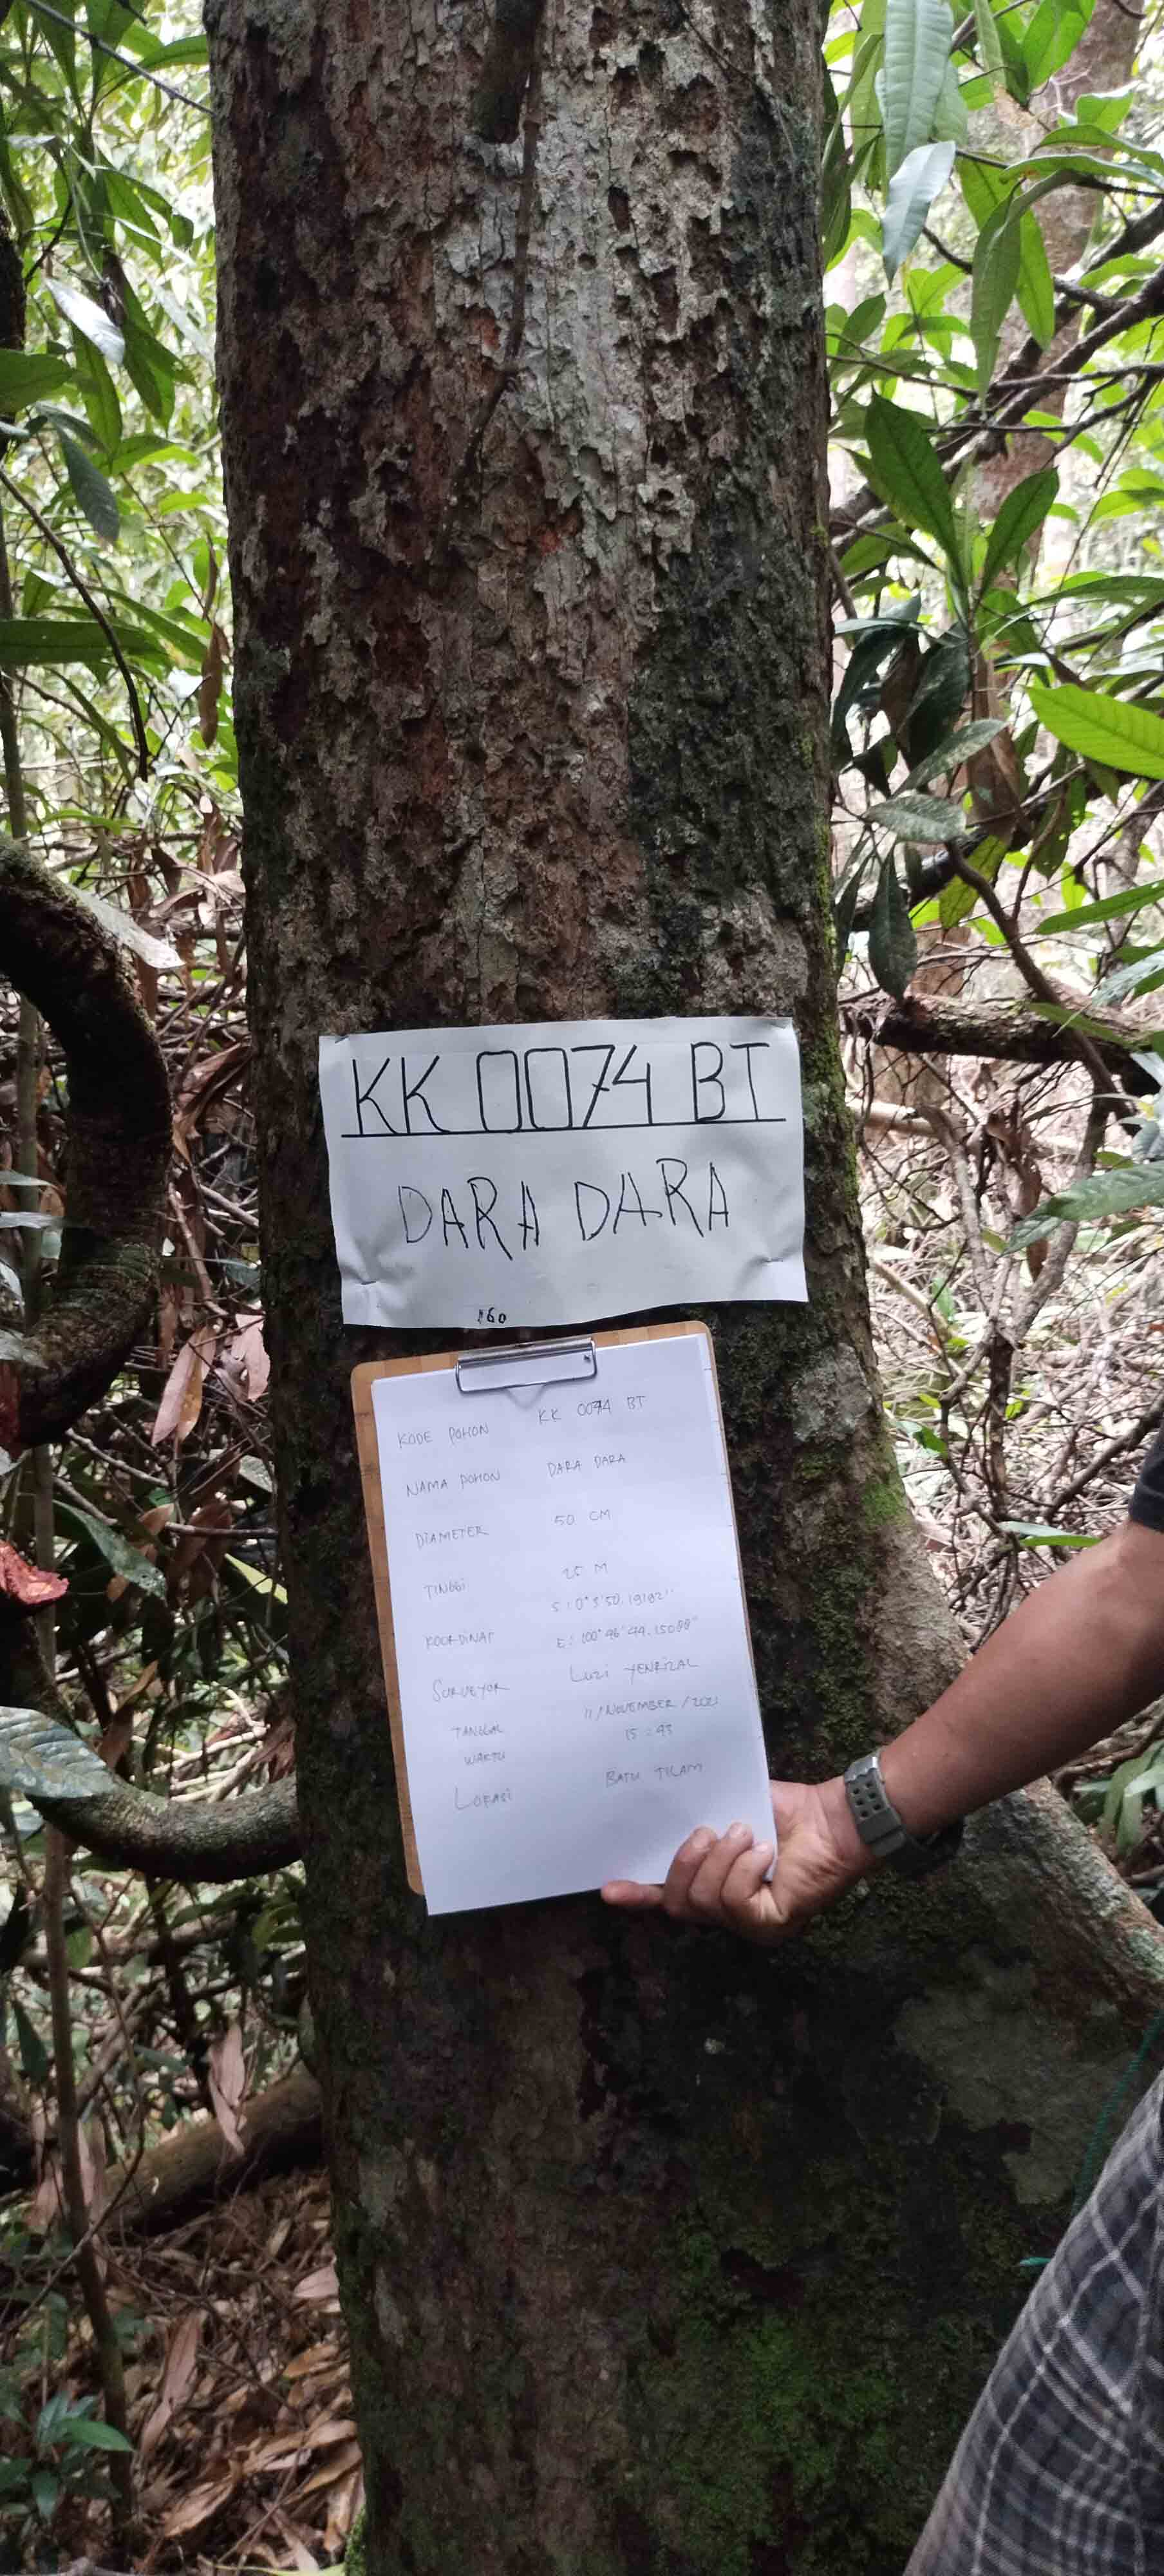 KK 0074 BT
DARA DARA
160
KODE POHON KK 0074 BT
NAMA POHON DARA DARA
DIAMETER 50 CM
TINGGI 25 M
S : 0° 3' 50.19182"
KOORDINAT E : 100° 46' 44.15088"
SURVEYOR LUZI YENRIZAL
TANGGAL 11/NOVEMBER/2021
WAKTU 15 : 43
LOKASI BATU TILAM